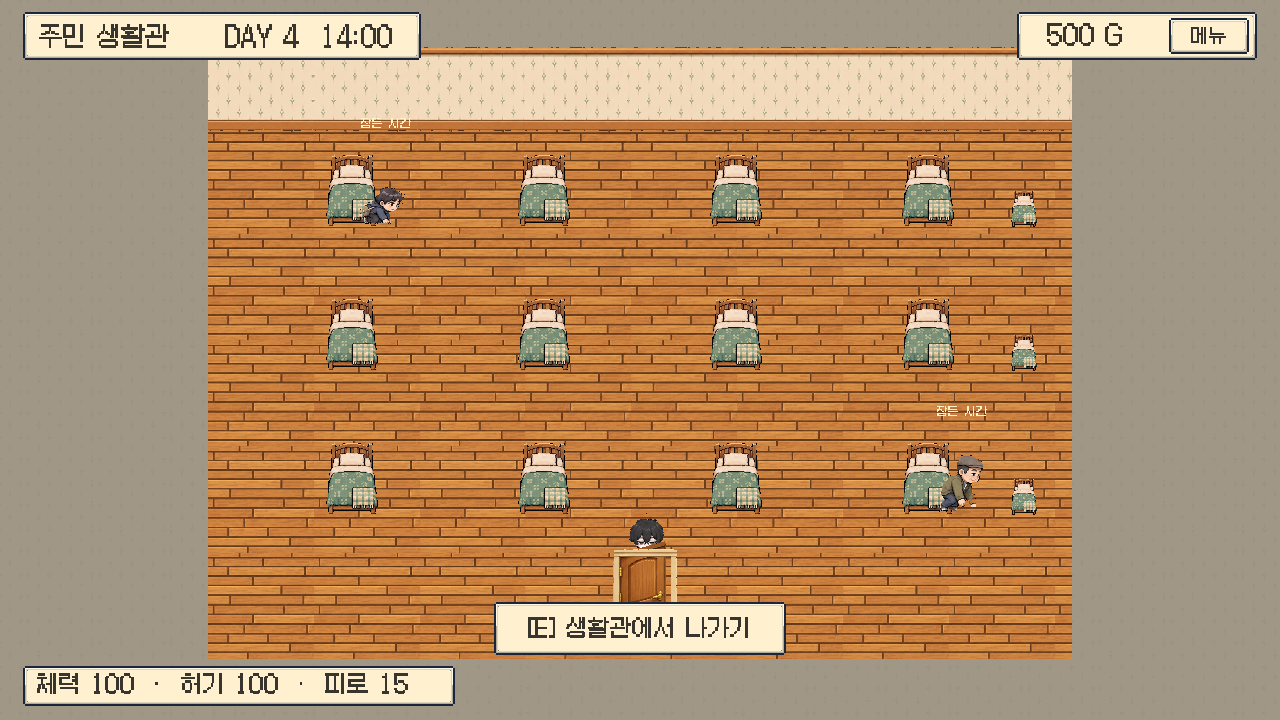 주민 생활관 DAY 4 14:00
500 G 메뉴
잠든 시간
잠든 시간
[E] 생활관에서 나가기
체력 100 · 허기 100 · 피로 15